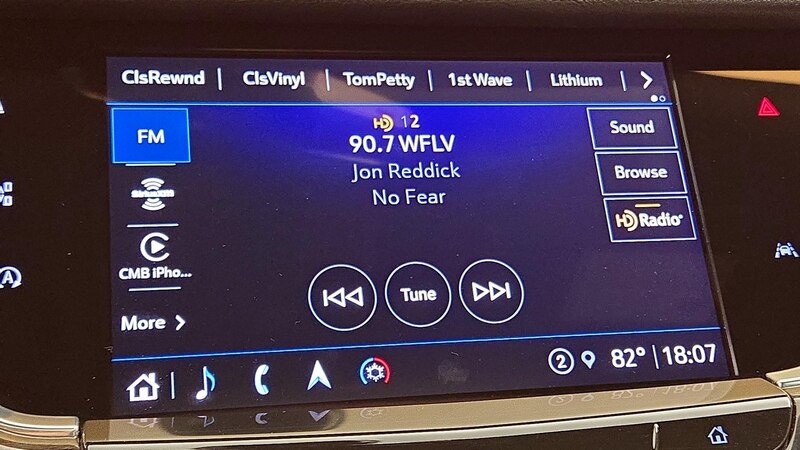 ClsRewnd | ClsVinyl | TomPetty | 1st Wave | Lithium |
FM
HD 12
90.7 WFLV
Jon Reddick
No Fear
Sound
Browse
HD Radio
SiriusXM
CMB iPho...
More
Tune
2 82° | 18:07
A